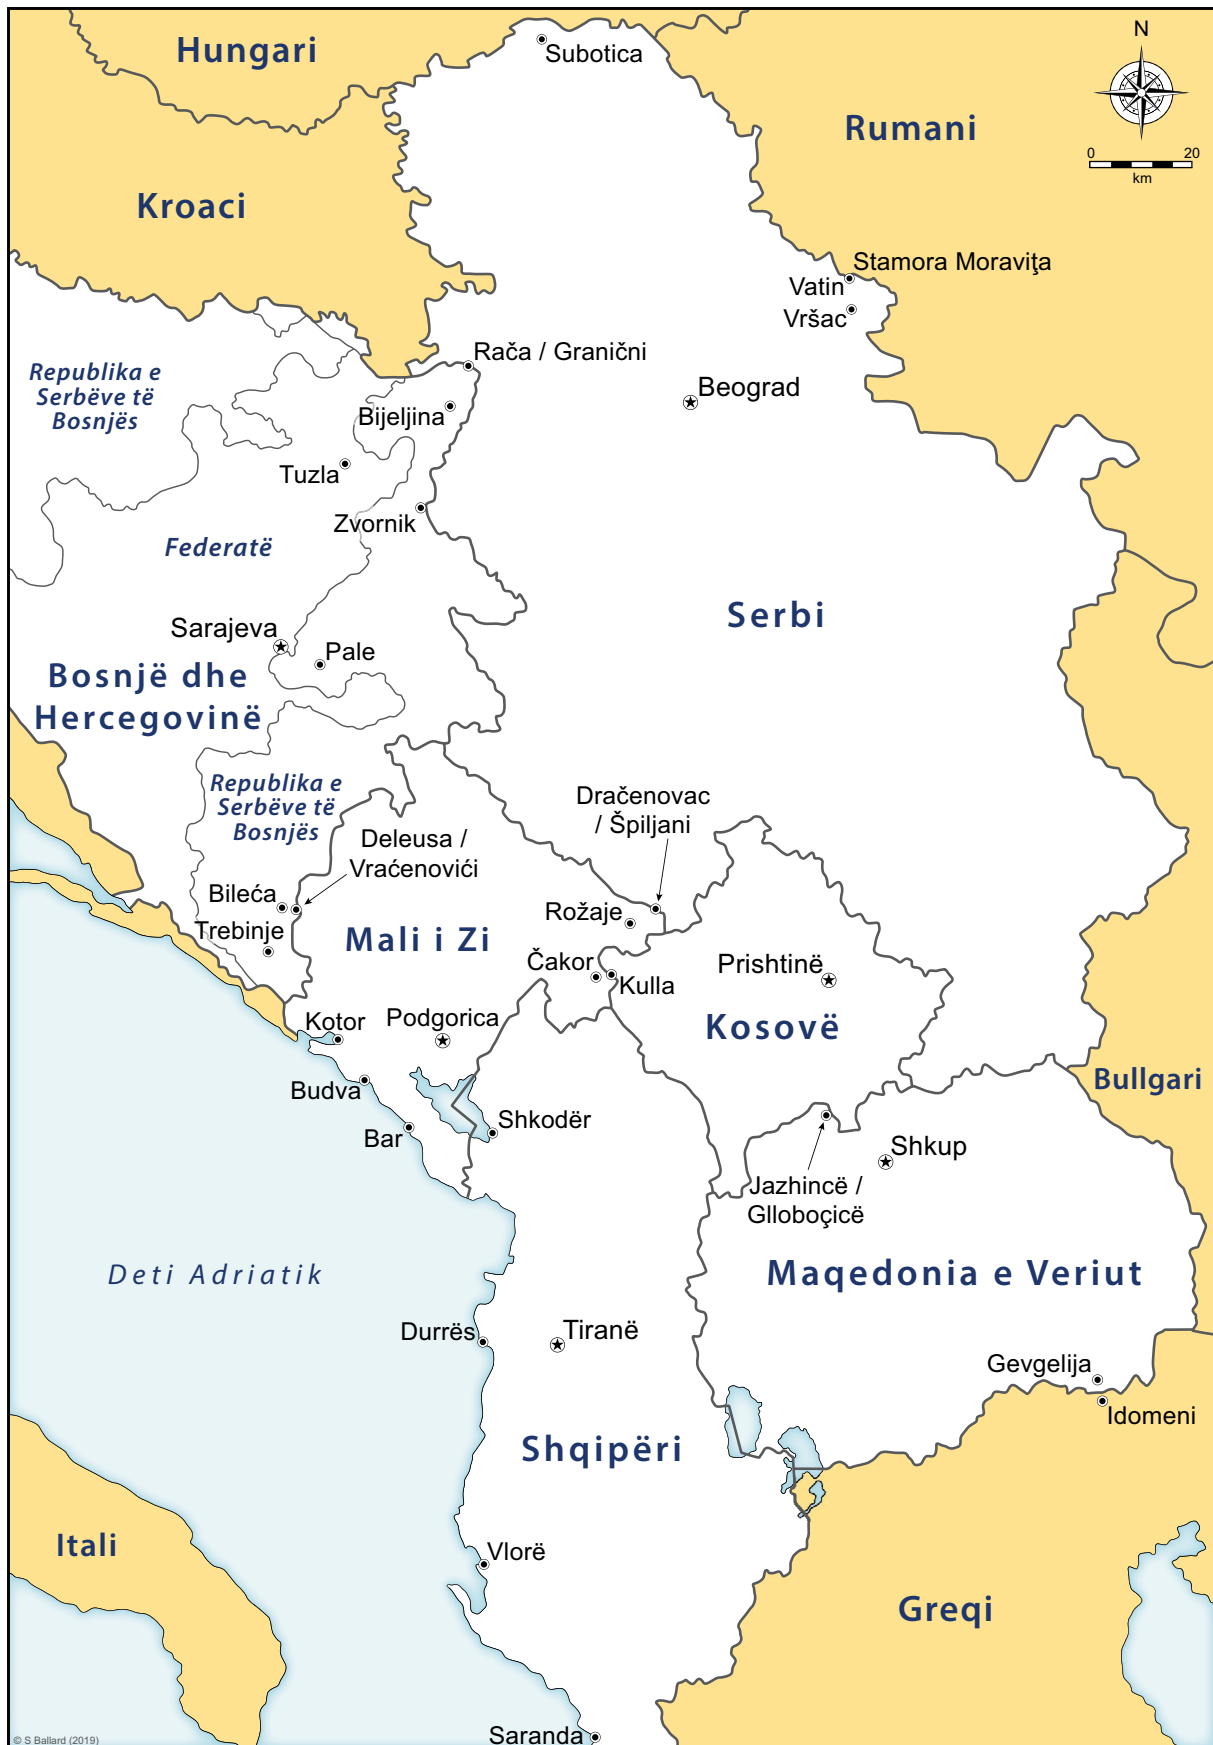 Hungari
Subotica
N
Rumani
0 20
km
Kroaci
Stamora Moraviţa
Vatin
Vršac
Rača / Granični
Republika e
Serbëve të
Bosnjës
Beograd
Bijeljina
Tuzla
Zvornik
Federatë
Serbi
Sarajeva
Pale
Bosnjë dhe
Hercegovinë
Republika e
Serbëve të
Bosnjës
Dračenovac
/ Špiljani
Deleusa /
Vraćenovići
Bileća
Rožaje
Trebinje
Mali i Zi
Čakor
Kulla
Prishtinë
Kosovë
Kotor
Podgorica
Budva
Bullgari
Bar
Shkodër
Shkup
Jazhincë /
Glloboçicë
Deti Adriatik
Maqedonia e Veriut
Durrës
Tiranë
Gevgelija
Idomeni
Shqipëri
Itali
Vlorë
Greqi
Saranda
© S Ballard (2019)